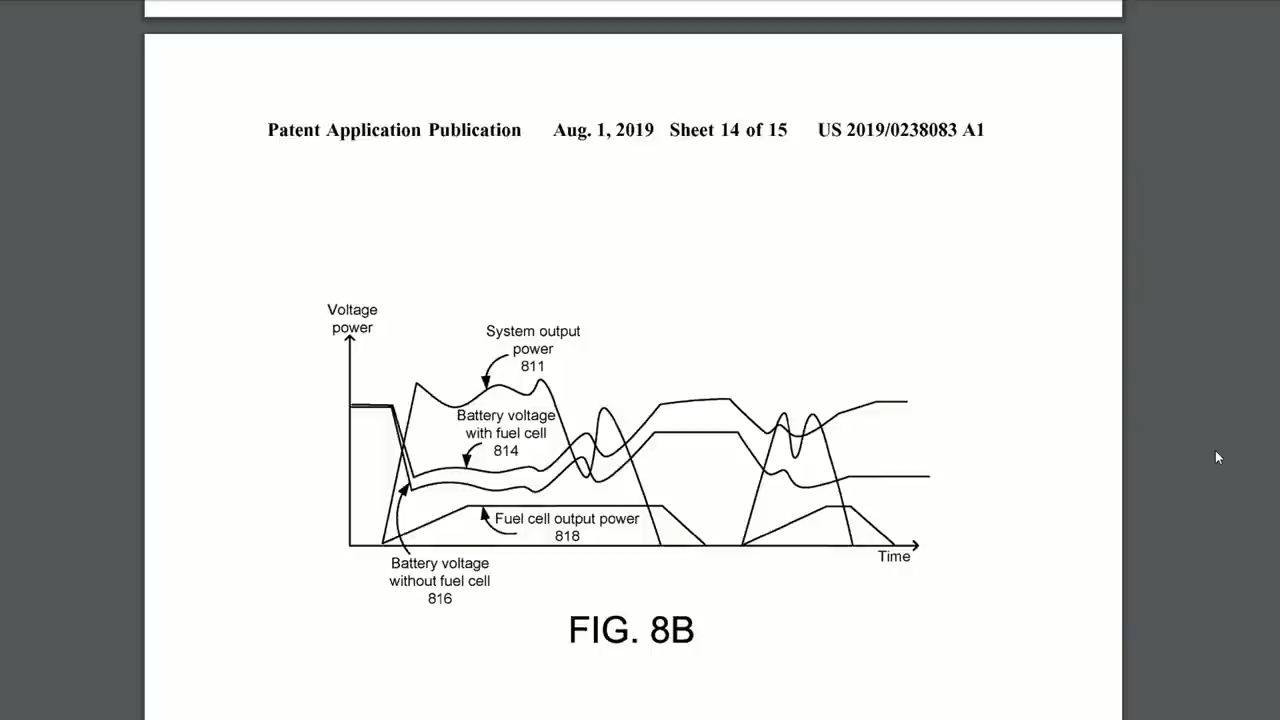 Patent Application Publication Aug. 1, 2019 Sheet 14 of 15 US 2019/0238083 A1
Voltage
power
System output
power
811
Battery voltage
with fuel cell
814
Fuel cell output power
818
Time
Battery voltage
without fuel cell
816
FIG. 8B